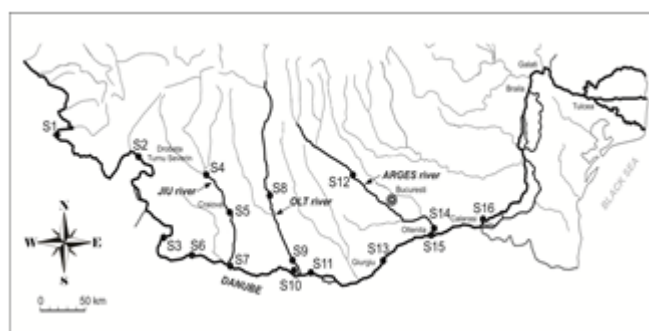 Galati
Braila
Tulcea
BLACK SEA
S1
S2
Drobeta
Turnu Severin
S4
JIU river
Craiova
S5
S8
OLT river
S12
ARGES river
Bucuresti
S16
Calarasi
S14
Oltenita
S15
S13
Giurgiu
S3
S6
S7
DANUBE
S9
S10
S11
N
W
E
S
0
50 km